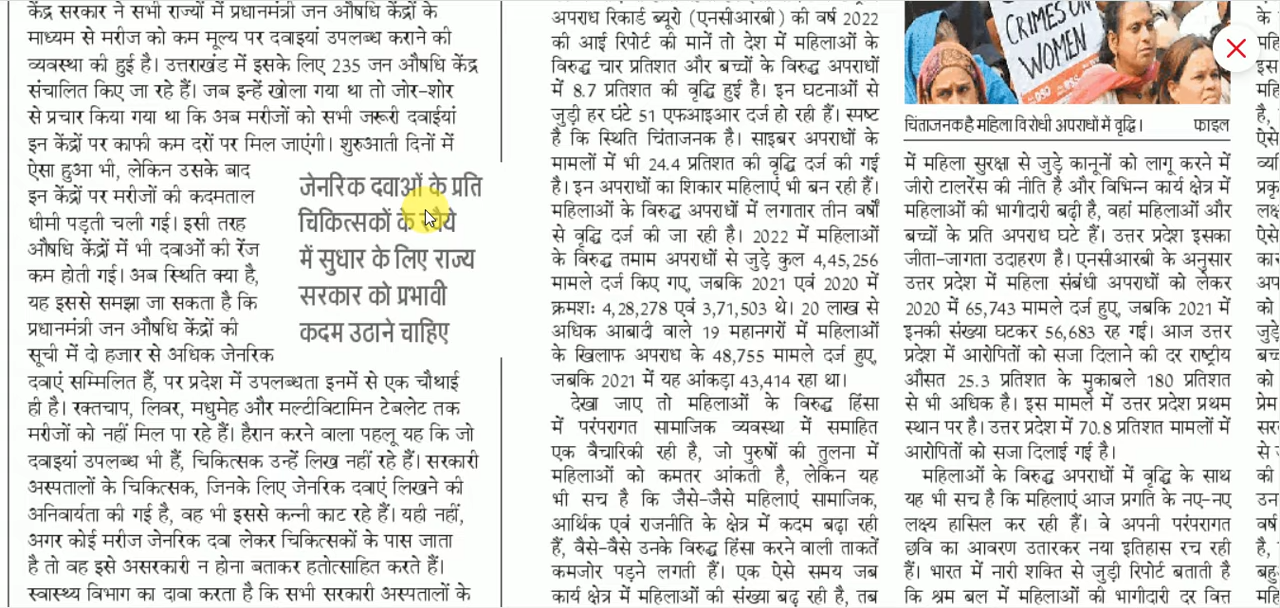 केंद्र सरकार ने सभी राज्यों में प्रधानमंत्री जन औषधि केंद्रों के
माध्यम से मरीज को कम मूल्य पर दवाइयां उपलब्ध कराने की
व्यवस्था की हुई है। उत्तराखंड में इसके लिए 235 जन औषधि केंद्र
संचालित किए जा रहे हैं। जब इन्हें खोला गया था तो जोर-शोर
से प्रचार किया गया था कि अब मरीजों को सभी जरूरी दवाईयां
इन केंद्रों पर काफी कम दरों पर मिल जाएंगी। शुरुआती दिनों में
ऐसा हुआ भी, लेकिन उसके बाद
इन केंद्रों पर मरीजों की कदमताल
धीमी पड़ती चली गई। इसी तरह
औषधि केंद्रों में भी दवाओं की रेंज
कम होती गई। अब स्थिति क्या है,
यह इससे समझा जा सकता है कि
प्रधानमंत्री जन औषधि केंद्रों की
सूची में दो हजार से अधिक जेनरिक
दवाएं सम्मिलित हैं, पर प्रदेश में उपलब्धता इनमें से एक चौथाई
ही है। रक्तचाप, लिवर, मधुमेह और मल्टीविटामिन टेबलेट तक
मरीजों को नहीं मिल पा रहे हैं। हैरान करने वाला पहलू यह कि जो
दवाइयां उपलब्ध भी हैं, चिकित्सक उन्हें लिख नहीं रहे हैं। सरकारी
अस्पतालों के चिकित्सक, जिनके लिए जेनरिक दवाएं लिखने की
अनिवार्यता की गई है, वह भी इससे कन्नी काट रहे हैं। यही नहीं,
अगर कोई मरीज जेनरिक दवा लेकर चिकित्सकों के पास जाता
है तो वह इसे असरकारी न होना बताकर हतोत्साहित करते हैं।
स्वास्थ्य विभाग का दावा करता है कि सभी सरकारी अस्पतालों के
जेनरिक दवाओं के प्रति
चिकित्सकों के रवैये
में सुधार के लिए राज्य
सरकार को प्रभावी
कदम उठाने चाहिए
अपराध रिकार्ड ब्यूरो (एनसीआरबी) की वर्ष 2022
की आई रिपोर्ट की मानें तो देश में महिलाओं के
विरुद्ध चार प्रतिशत और बच्चों के विरुद्ध अपराधों
में 8.7 प्रतिशत की वृद्धि हुई है। इन घटनाओं से
जुड़ी हर घंटे 51 एफआइआर दर्ज हो रही हैं। स्पष्ट
है कि स्थिति चिंताजनक है। साइबर अपराधों के
मामलों में भी 24.4 प्रतिशत की वृद्धि दर्ज की गई
है। इन अपराधों का शिकार महिलाएं भी बन रही हैं।
महिलाओं के विरुद्ध अपराधों में लगातार तीन वर्षों
से वृद्धि दर्ज की जा रही है। 2022 में महिलाओं
के विरुद्ध तमाम अपराधों से जुड़े कुल 4,45,256
मामले दर्ज किए गए, जबकि 2021 एवं 2020 में
क्रमशः 4,28,278 एवं 3,71,503 थे। 20 लाख से
अधिक आबादी वाले 19 महानगरों में महिलाओं
के खिलाफ अपराध के 48,755 मामले दर्ज हुए,
जबकि 2021 में यह आंकड़ा 43,414 रहा था।
देखा जाए तो महिलाओं के विरुद्ध हिंसा
में परंपरागत सामाजिक व्यवस्था में समाहित
एक वैचारिकी रही है, जो पुरुषों की तुलना में
महिलाओं को कमतर आंकती है, लेकिन यह
भी सच है कि जैसे-जैसे महिलाएं सामाजिक,
आर्थिक एवं राजनीति के क्षेत्र में कदम बढ़ा रही
हैं, वैसे-वैसे उनके विरुद्ध हिंसा करने वाली ताकतें
कमजोर पड़ने लगती हैं। एक ऐसे समय जब
कार्य क्षेत्र में महिलाओं की संख्या बढ़ रही है, तब
CRIMES ON
WOMEN
चिंताजनक है महिला विरोधी अपराधों में वृद्धि। फाइल
में महिला सुरक्षा से जुड़े कानूनों को लागू करने में
जीरो टालरेंस की नीति है और विभिन्न कार्य क्षेत्र में
महिलाओं की भागीदारी बढ़ी है, वहां महिलाओं और
बच्चों के प्रति अपराध घटे हैं। उत्तर प्रदेश इसका
जीता-जागता उदाहरण है। एनसीआरबी के अनुसार
उत्तर प्रदेश में महिला संबंधी अपराधों को लेकर
2020 में 65,743 मामले दर्ज हुए, जबकि 2021 में
इनकी संख्या घटकर 56,683 रह गई। आज उत्तर
प्रदेश में आरोपितों को सजा दिलाने की दर राष्ट्रीय
औसत 25.3 प्रतिशत के मुकाबले 180 प्रतिशत
से भी अधिक है। इस मामले में उत्तर प्रदेश प्रथम
स्थान पर है। उत्तर प्रदेश में 70.8 प्रतिशत मामलों में
आरोपितों को सजा दिलाई गई है।
महिलाओं के विरुद्ध अपराधों में वृद्धि के साथ
यह भी सच है कि महिलाएं आज प्रगति के नए-नए
लक्ष्य हासिल कर रही हैं। वे अपनी परंपरागत
छवि का आवरण उतारकर नया इतिहास रच रही
हैं। भारत में नारी शक्ति से जुड़ी रिपोर्ट बताती है
कि श्रम बल में महिलाओं की भागीदारी दर वित्त